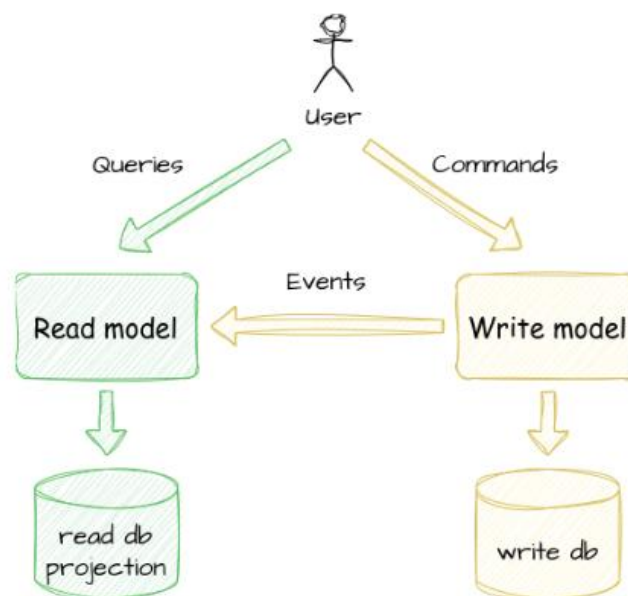 User
Queries
Commands
Events
Read model
Write model
read db
projection
write db